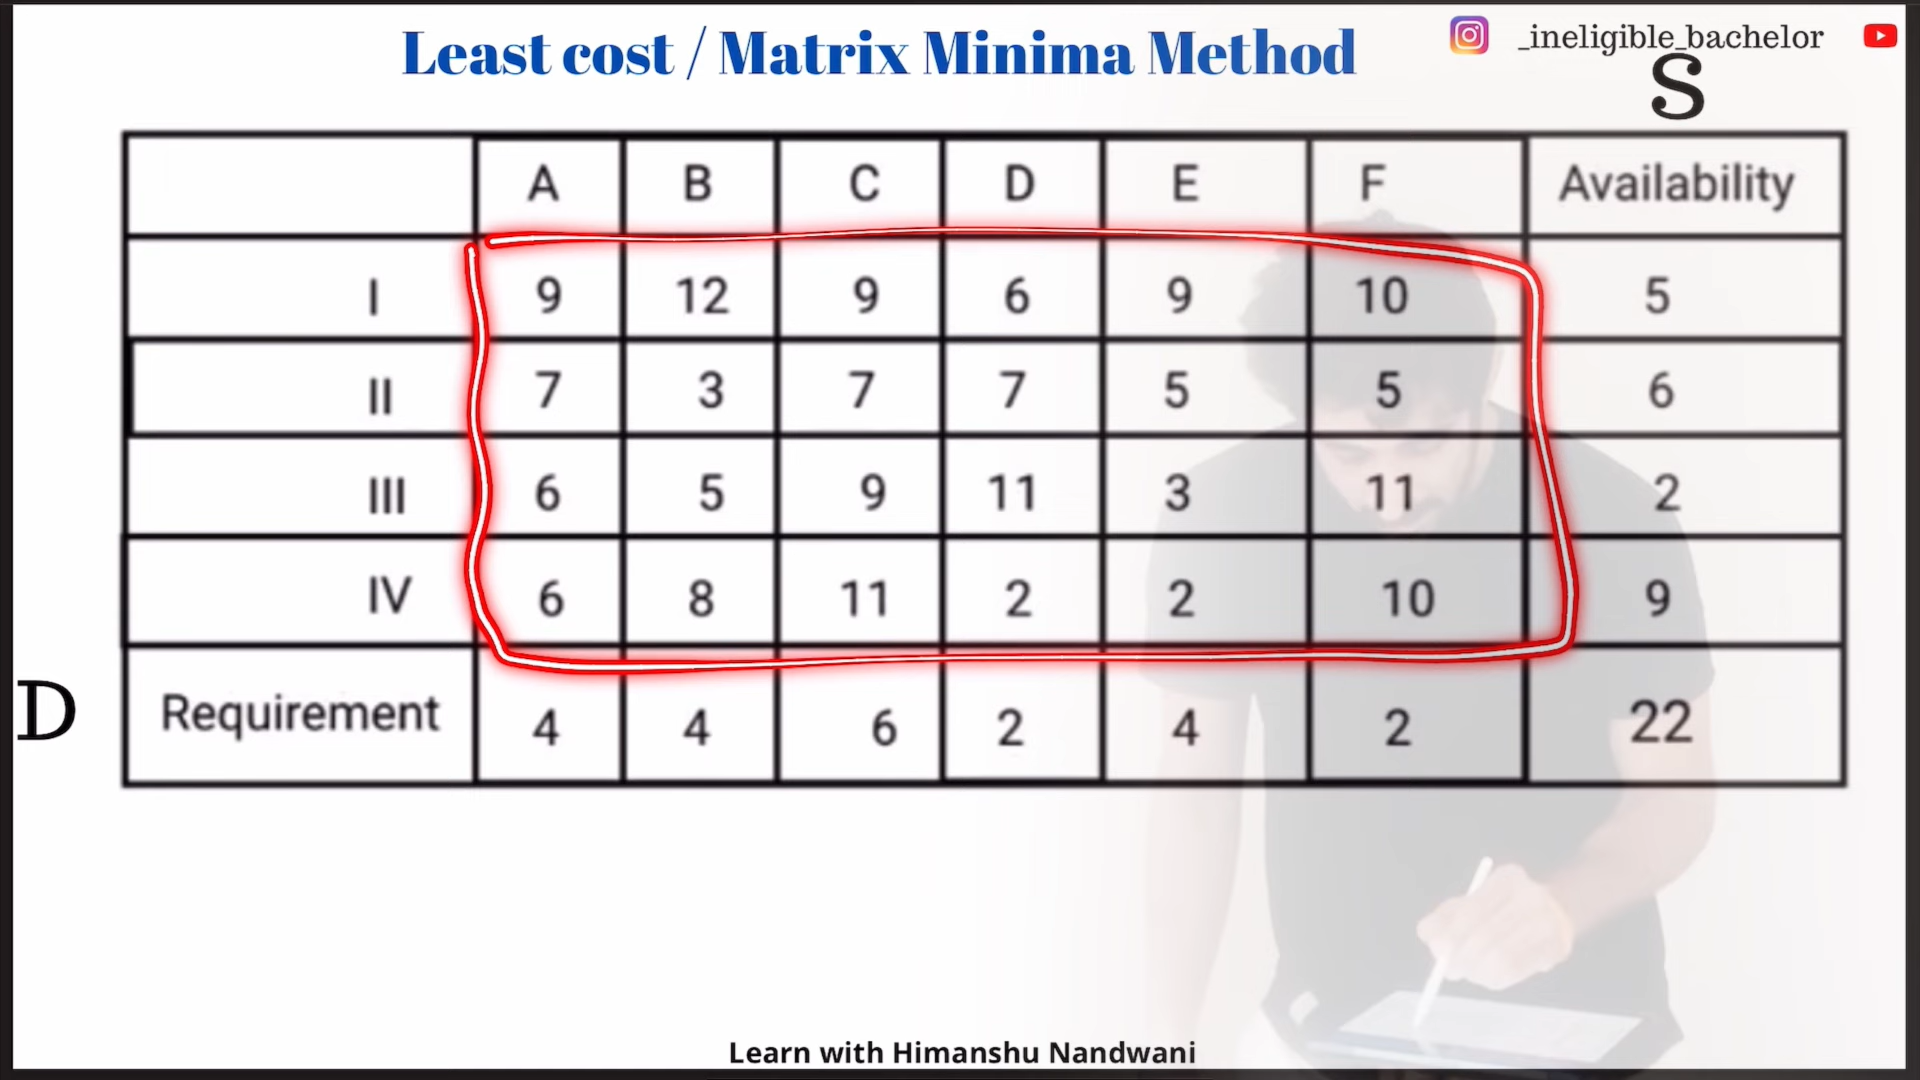 Least cost / Matrix Minima Method
_ineligible_bachelor
S
A B C D E F Availability
I 9 12 9 6 9 10 5
II 7 3 7 7 5 5 6
III 6 5 9 11 3 11 2
IV 6 8 11 2 2 10 9
D Requirement 4 4 6 2 4 2 22
Learn with Himanshu Nandwani